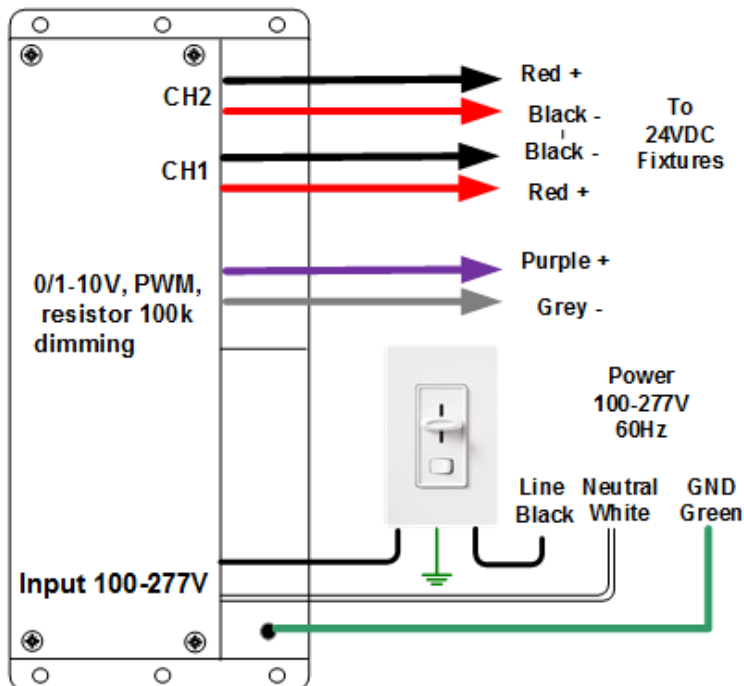 CH2
Red +
Black -
CH1
Black -
Red +
To
24VDC
Fixtures
0/1-10V, PWM,
resistor 100k
dimming
Purple +
Grey -
Power
100-277V
60Hz
Line Neutral GND
Black White Green
Input 100-277V